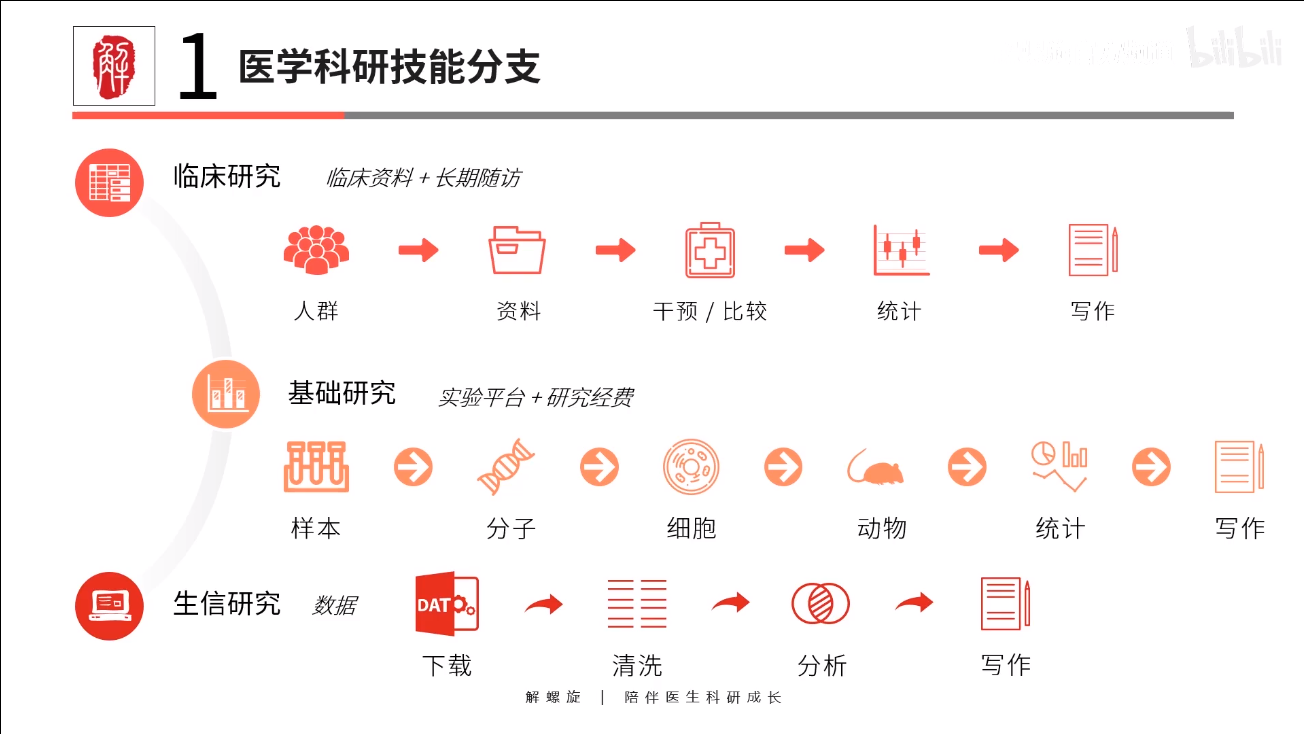 解
1 医学科研技能分支
bilibili
临床研究 临床资料 + 长期随访
人群 资料 干预 / 比较 统计 写作
基础研究 实验平台 + 研究经费
样本 分子 细胞 动物 统计 写作
生信研究 数据
DAT
下载 清洗 分析 写作
解螺旋 | 陪伴医生科研成长